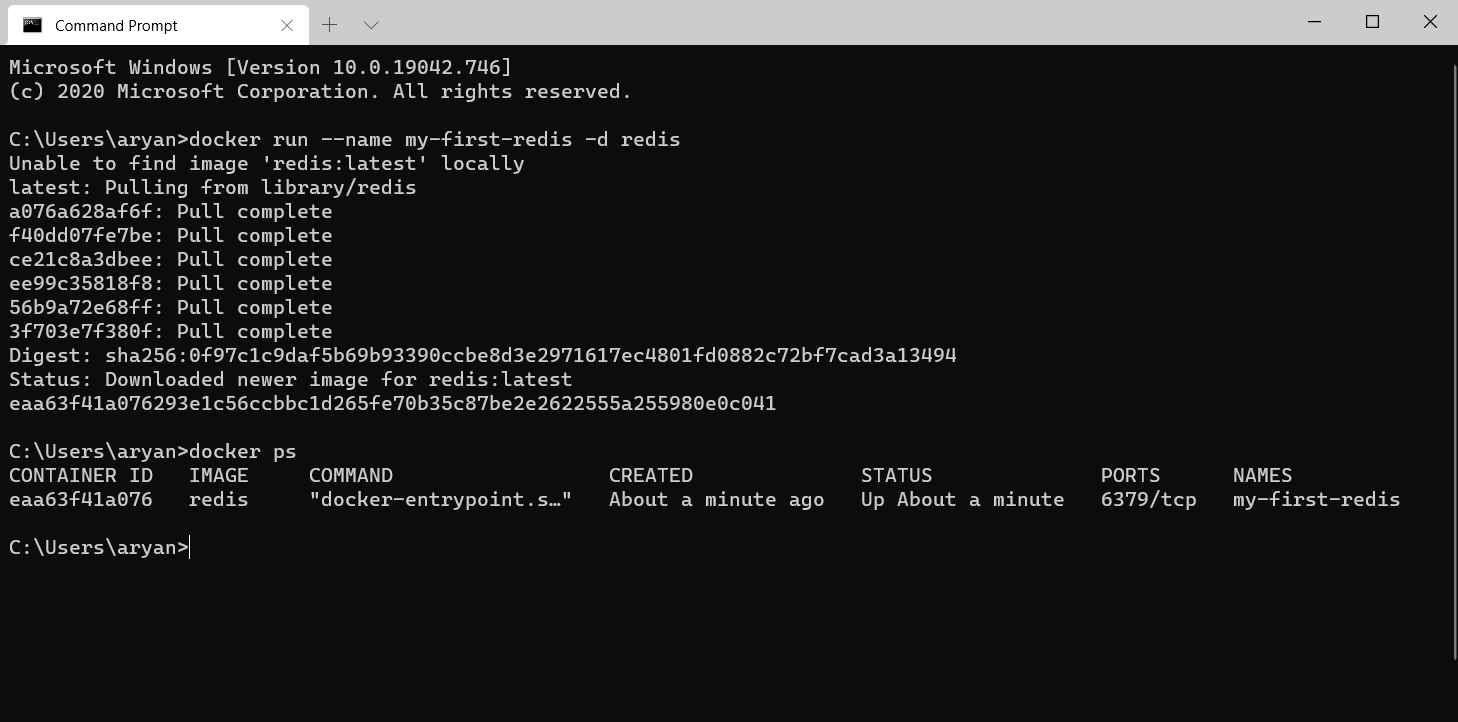 Command Prompt
Microsoft Windows [Version 10.0.19042.746]
(c) 2020 Microsoft Corporation. All rights reserved.
C:\Users\aryan>docker run --name my-first-redis -d redis
Unable to find image 'redis:latest' locally
latest: Pulling from library/redis
a076a628af6f: Pull complete
f40dd07fe7be: Pull complete
ce21c8a3dbee: Pull complete
ee99c35818f8: Pull complete
56b9a72e68ff: Pull complete
3f703e7f380f: Pull complete
Digest: sha256:0f97c1c9daf5b69b93390ccbe8d3e2971617ec4801fd0882c72bf7cad3a13494
Status: Downloaded newer image for redis:latest
eaa63f41a076293e1c56ccbbc1d265fe70b35c87be2e2622555a255980e0c041
C:\Users\aryan>docker ps
CONTAINER ID   IMAGE     COMMAND                  CREATED              STATUS              PORTS      NAMES
eaa63f41a076   redis     "docker-entrypoint.s…"   About a minute ago   Up About a minute   6379/tcp   my-first-redis
C:\Users\aryan>